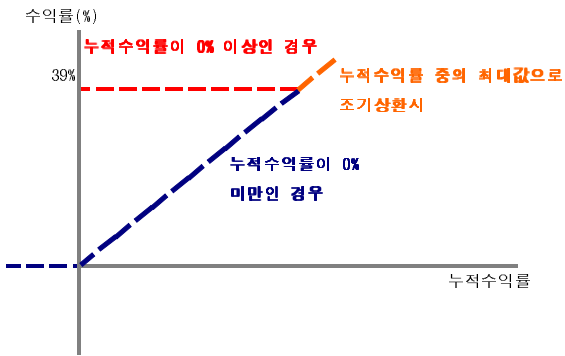 수익률(%)
누적수익률이 0% 이상인 경우
39%
누적수익률 중의 최대값으로
조기상환시
누적수익률이 0%
미만인 경우
누적수익률